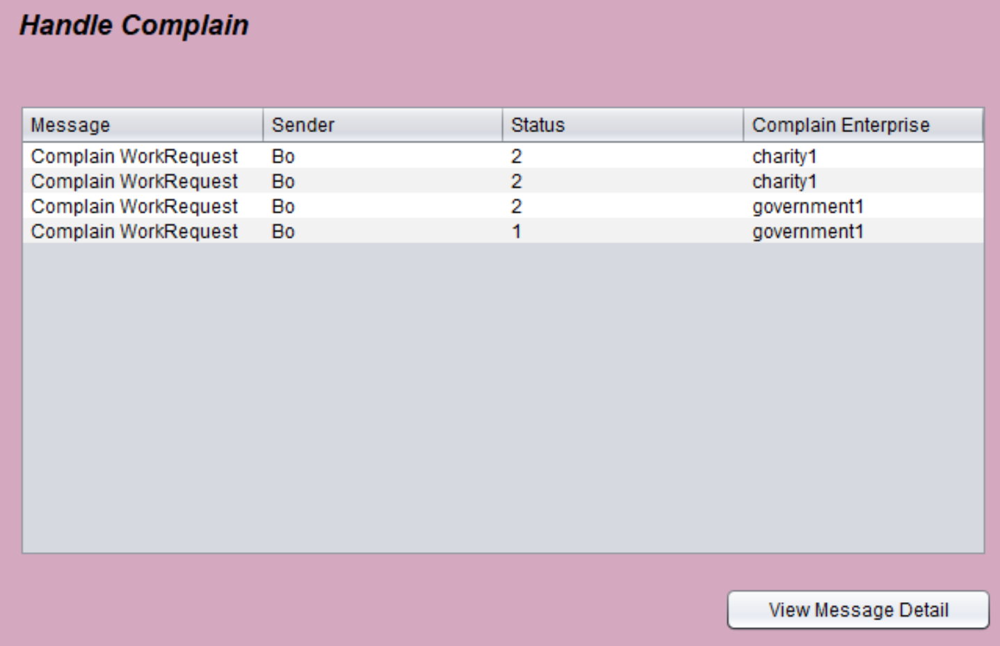 Handle Complain
Message Sender Status Complain Enterprise
Complain WorkRequest Bo 2 charity1
Complain WorkRequest Bo 2 charity1
Complain WorkRequest Bo 2 government1
Complain WorkRequest Bo 1 government1
View Message Detail